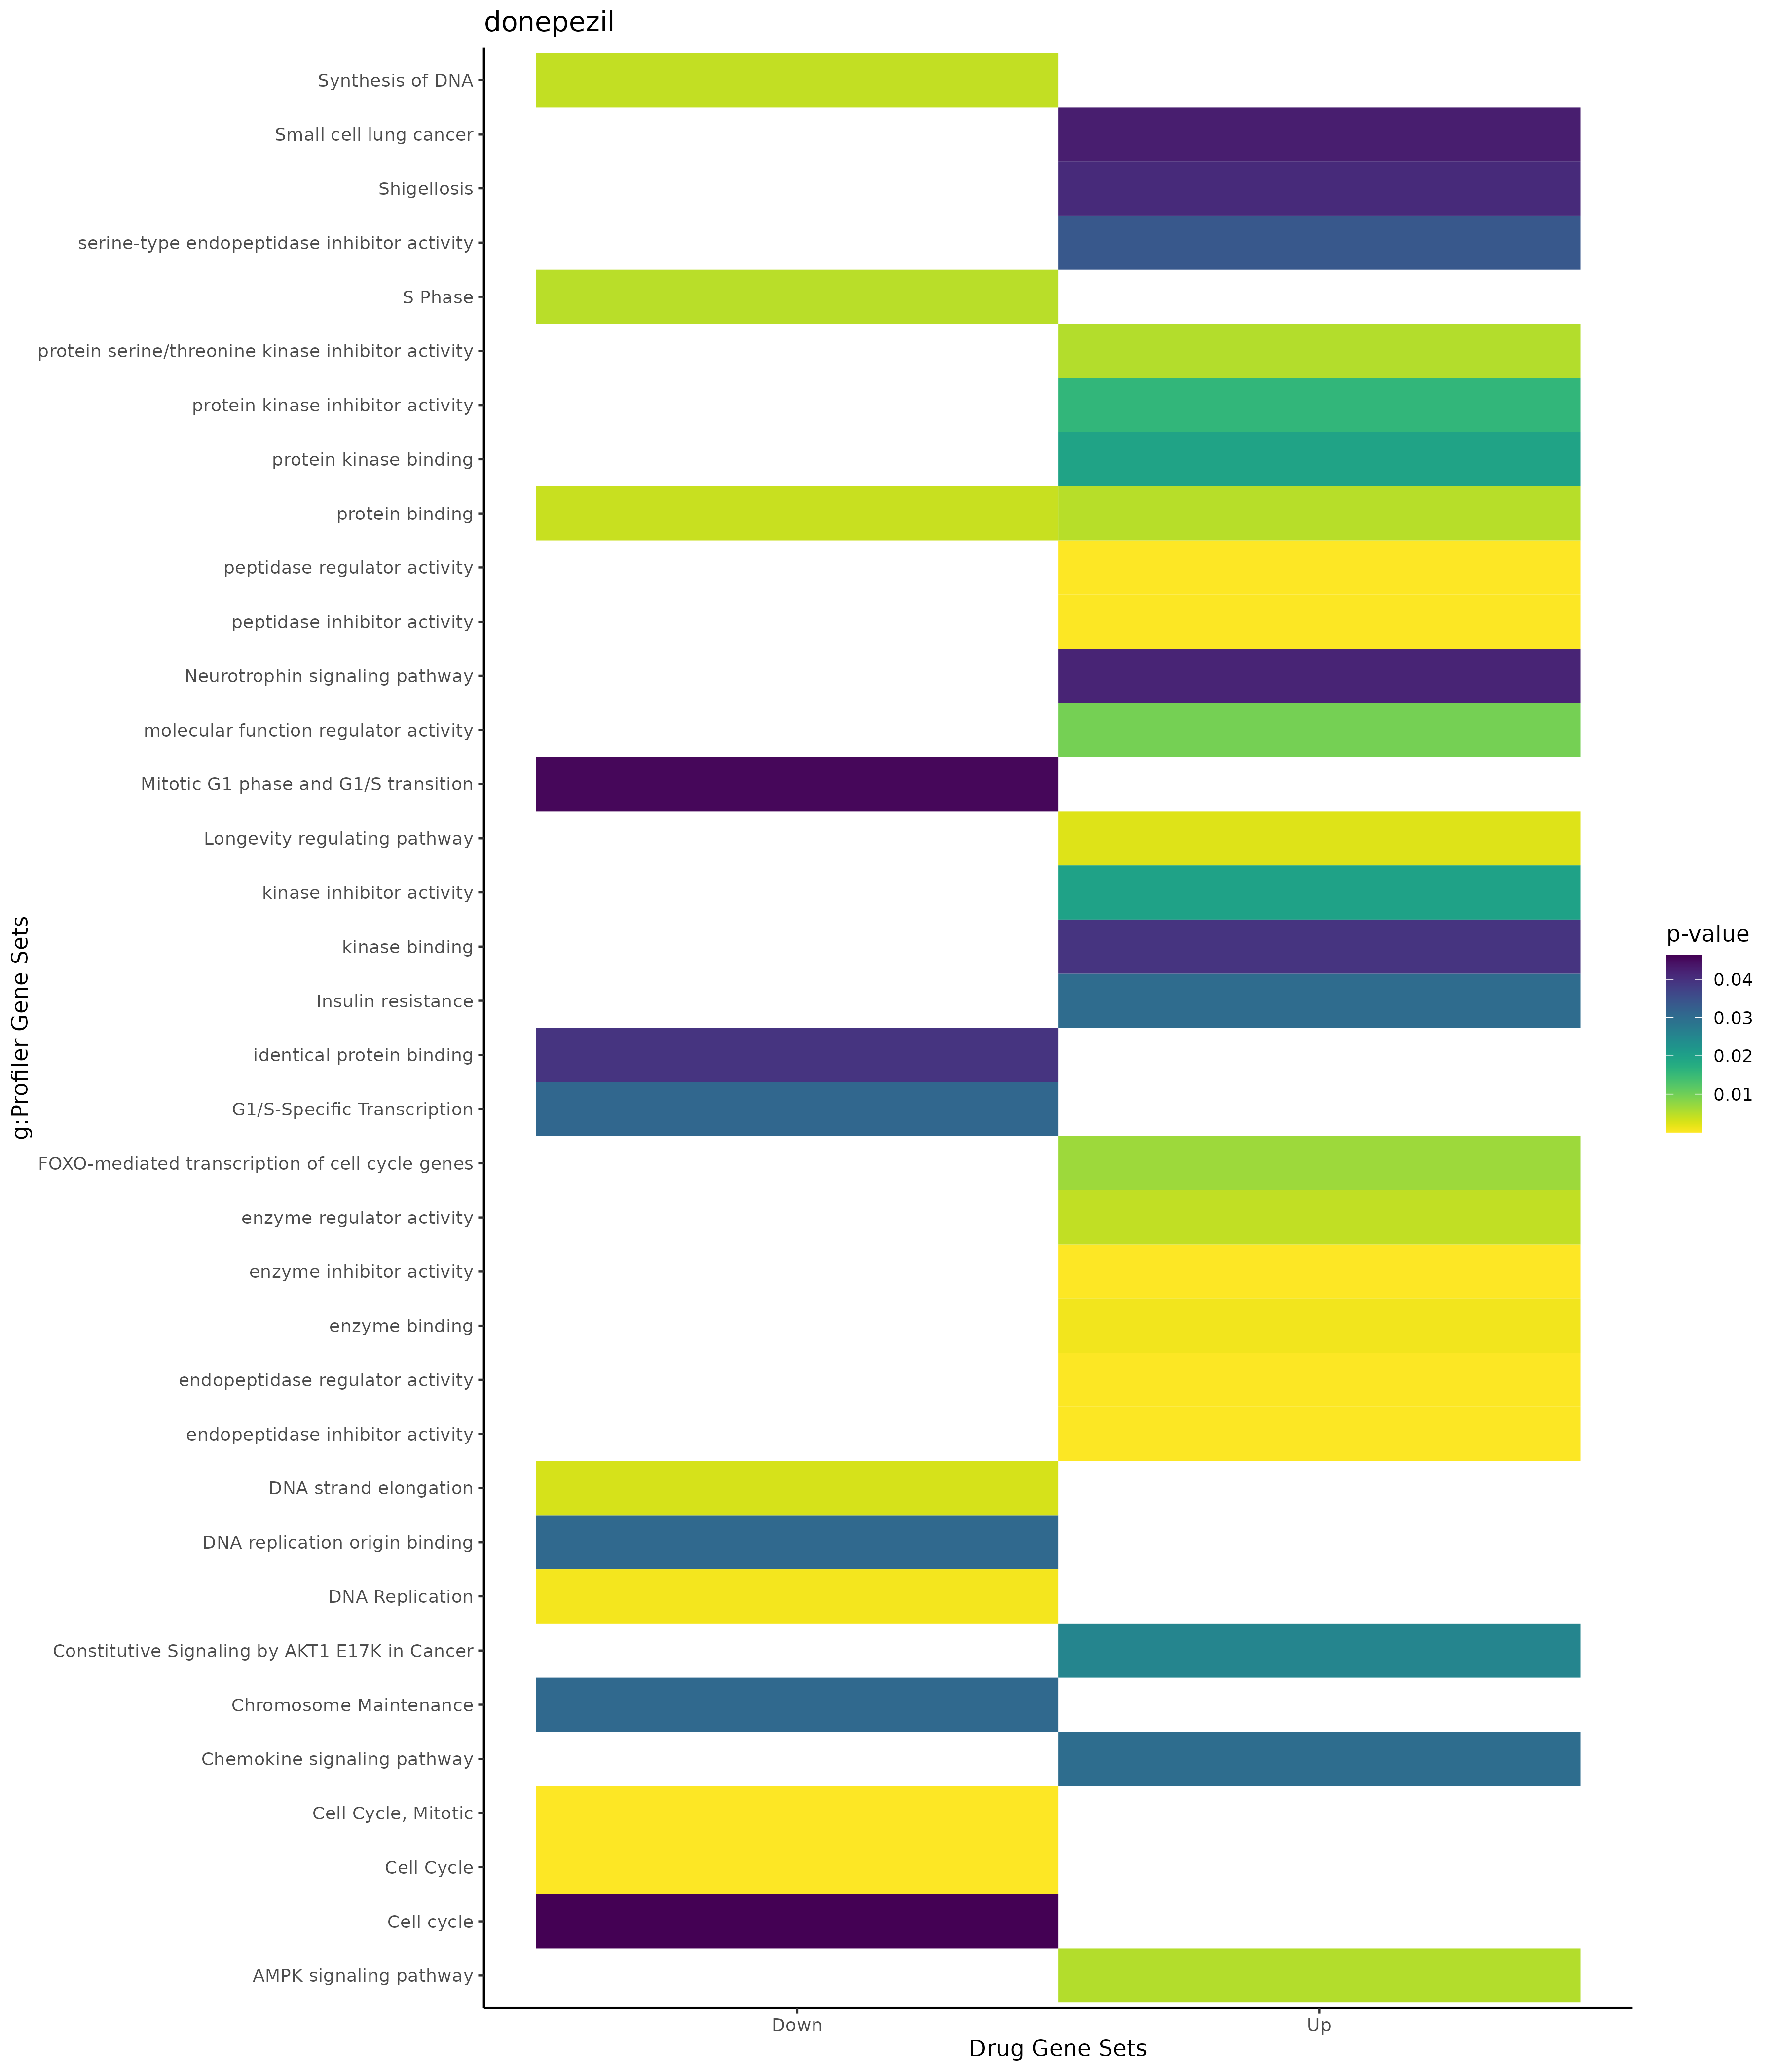 donepezil
Synthesis of DNA
Small cell lung cancer
Shigellosis
serine-type endopeptidase inhibitor activity
S Phase
protein serine/threonine kinase inhibitor activity
protein kinase inhibitor activity
protein kinase binding
protein binding
peptidase regulator activity
peptidase inhibitor activity
Neurotrophin signaling pathway
molecular function regulator activity
Mitotic G1 phase and G1/S transition
Longevity regulating pathway
kinase inhibitor activity
kinase binding
Insulin resistance
identical protein binding
G1/S-Specific Transcription
FOXO-mediated transcription of cell cycle genes
enzyme regulator activity
enzyme inhibitor activity
enzyme binding
endopeptidase regulator activity
endopeptidase inhibitor activity
DNA strand elongation
DNA replication origin binding
DNA Replication
Constitutive Signaling by AKT1 E17K in Cancer
Chromosome Maintenance
Chemokine signaling pathway
Cell Cycle, Mitotic
Cell Cycle
Cell cycle
AMPK signaling pathway
g:Profiler Gene Sets
Down
Up
Drug Gene Sets
p-value
0.04
0.03
0.02
0.01